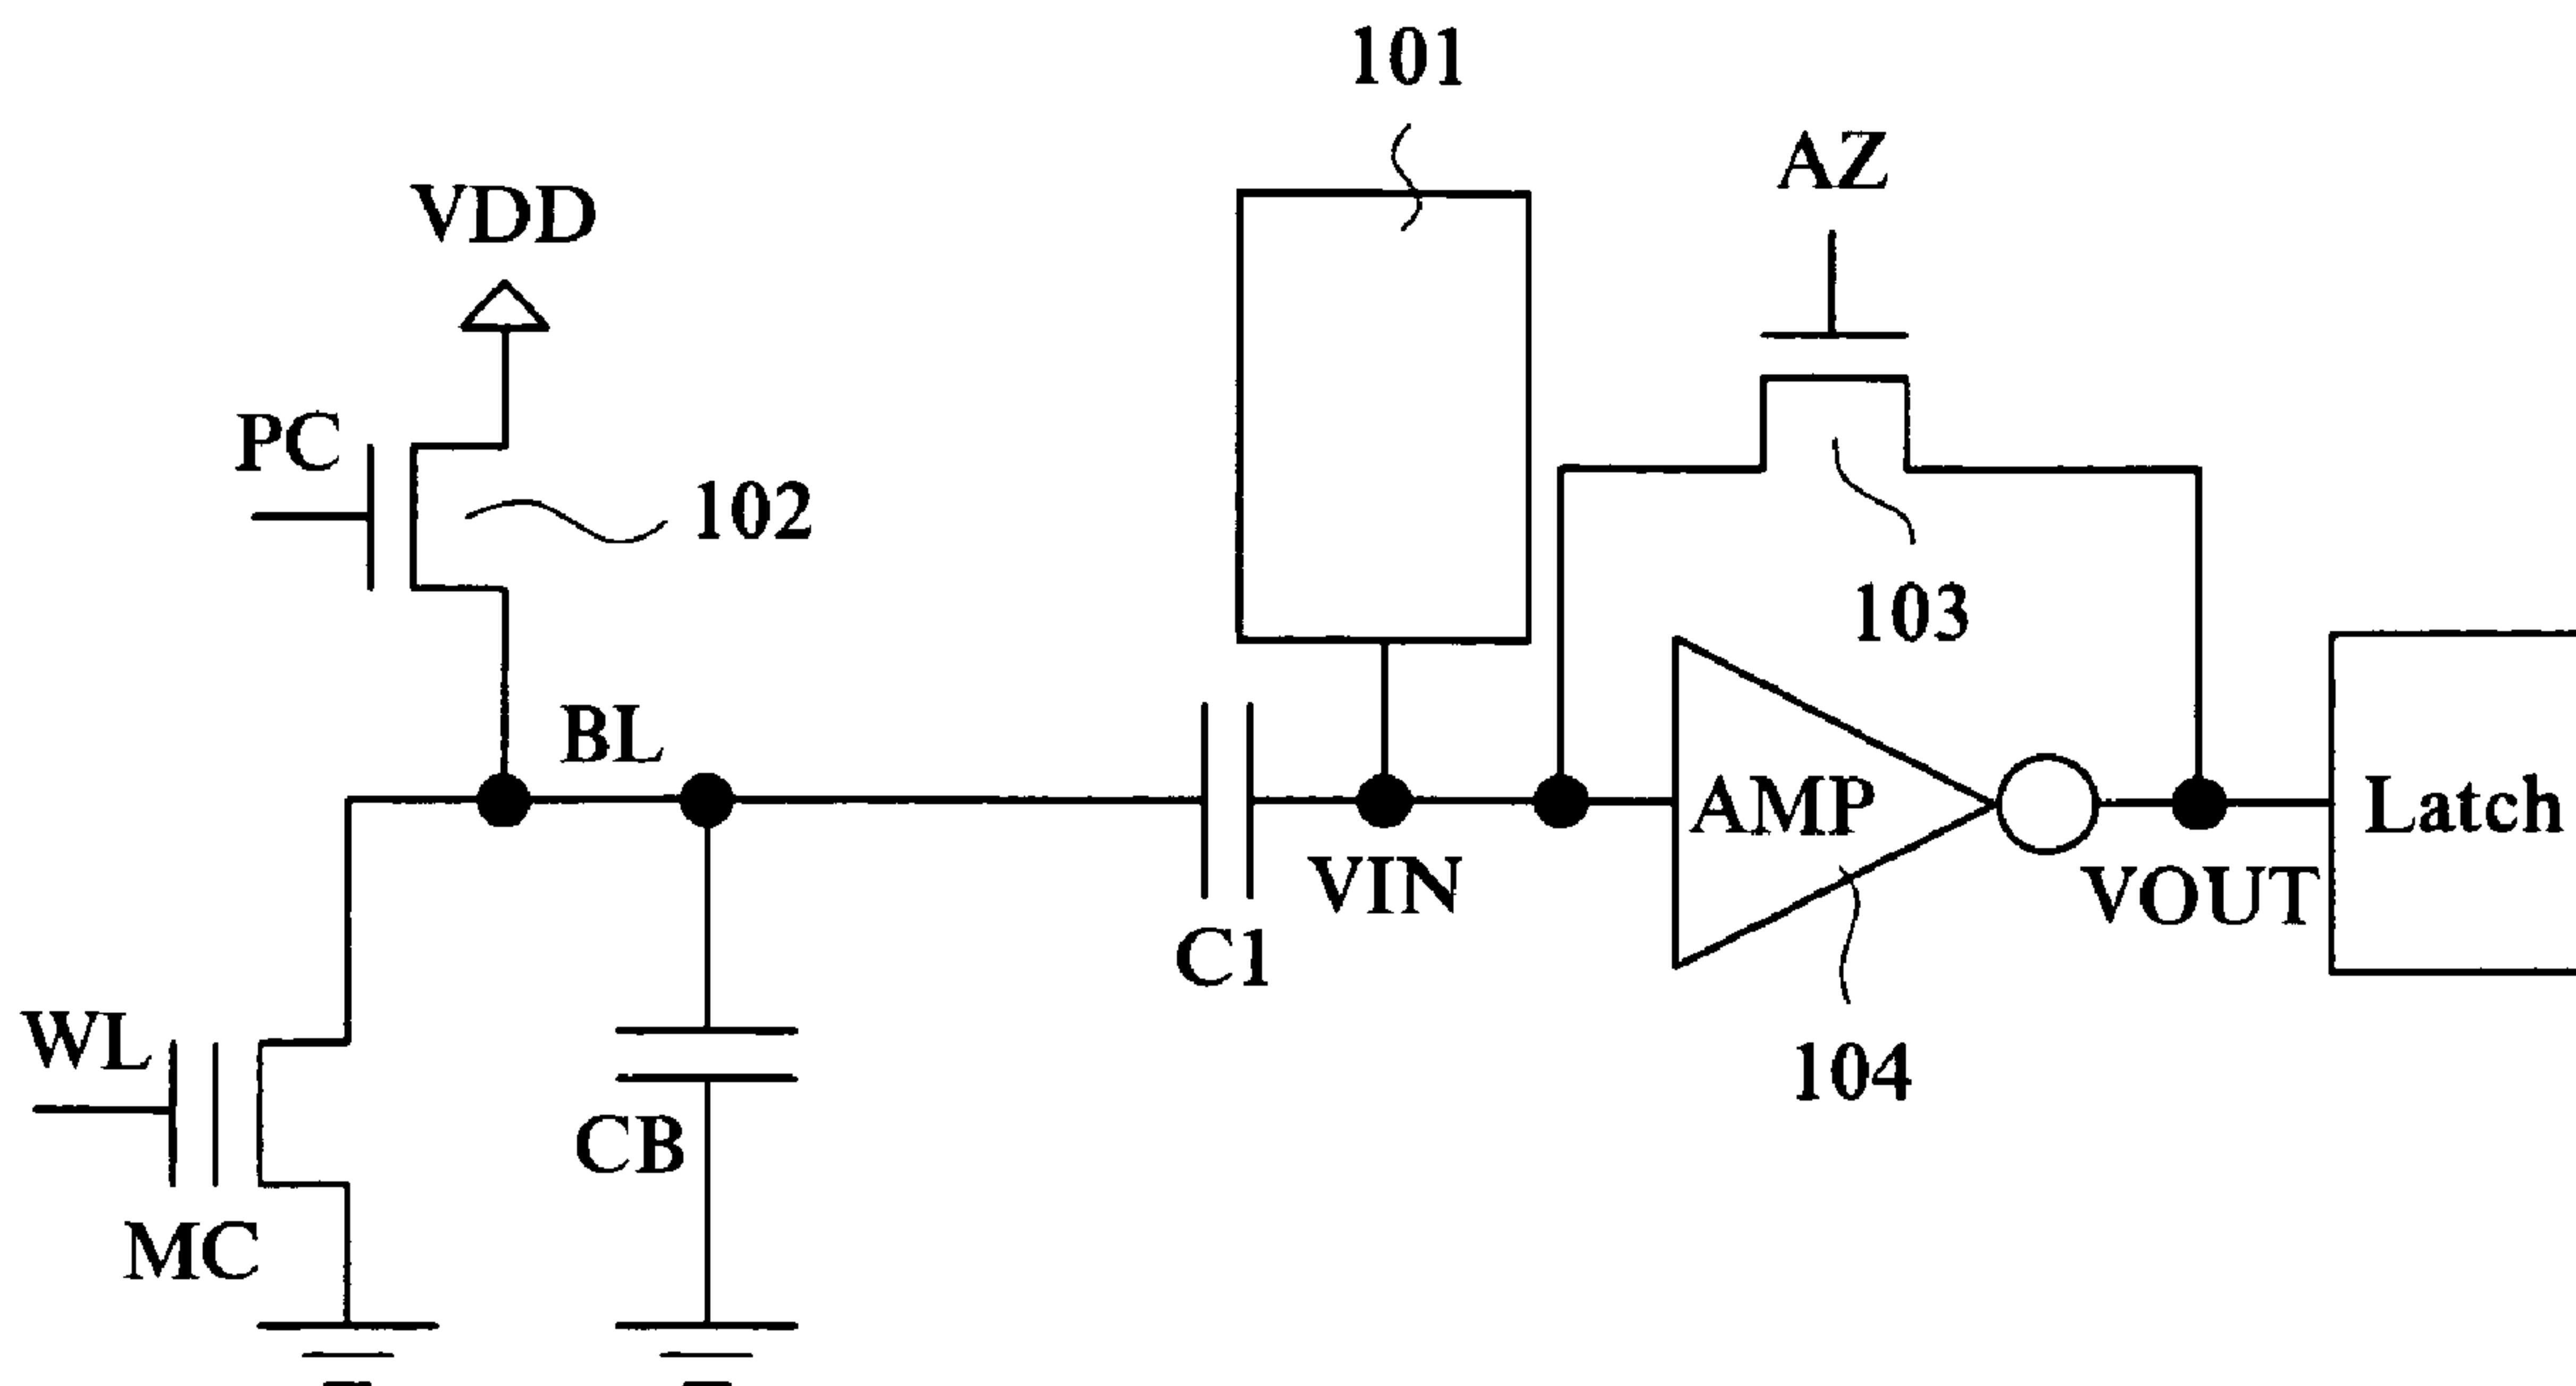 101
AZ
VDD
PC
102
103
BL
AMP
Latch
VIN
VOUT
C1
WL
104
CB
MC